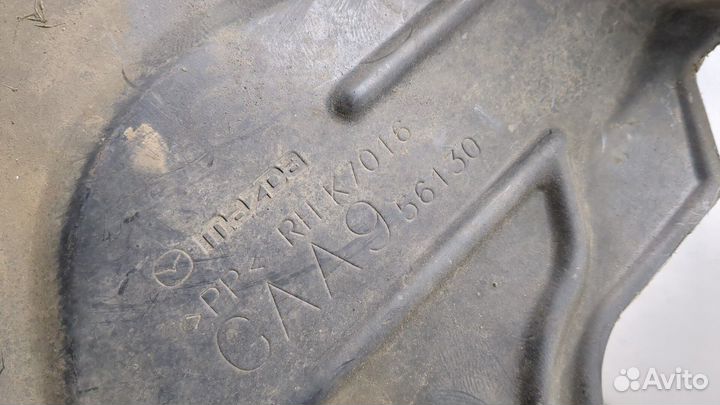 mazda
>PP< RH K7016
CAA9 56130
Avito